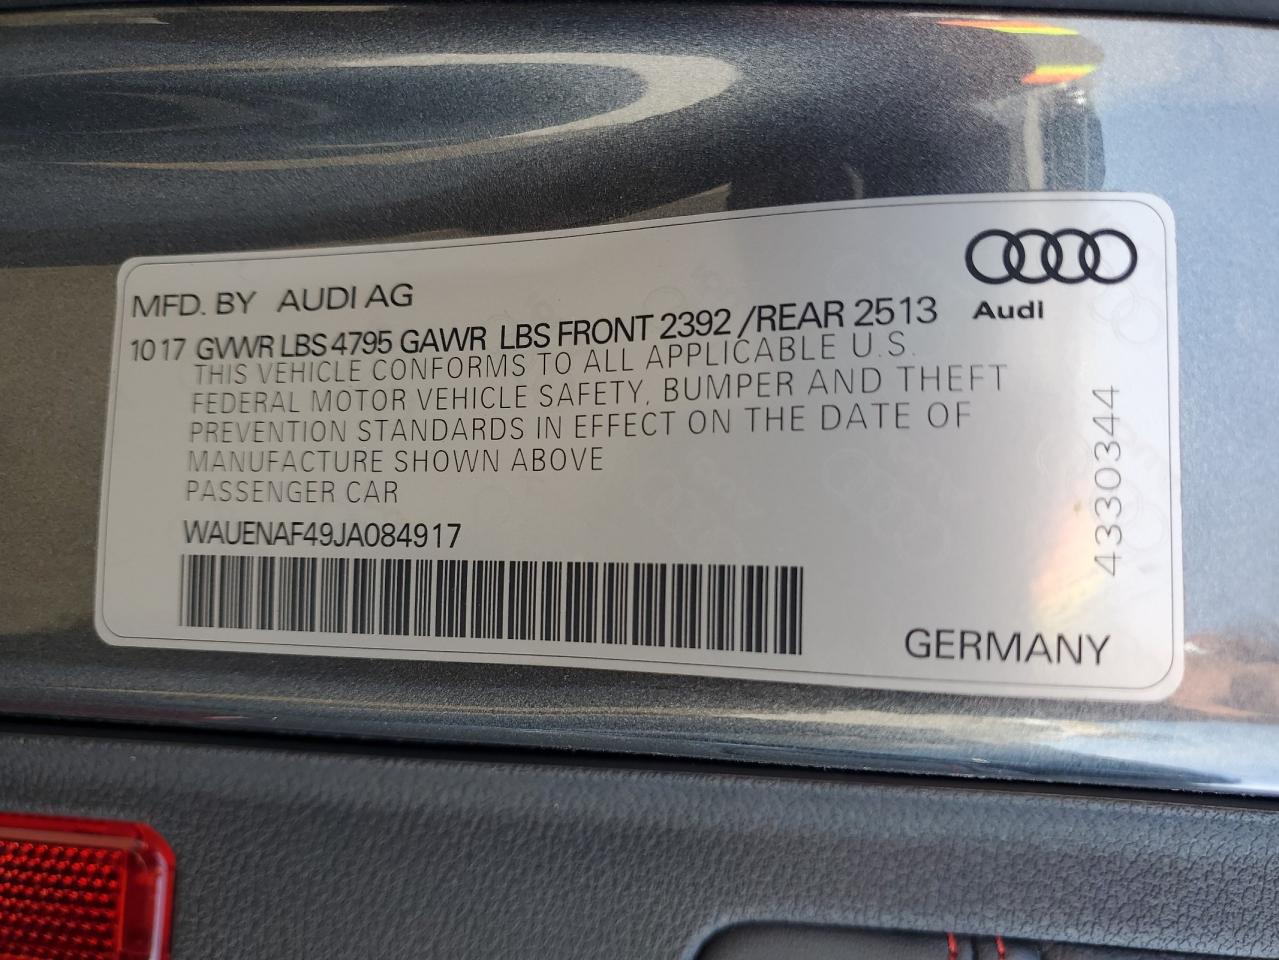 MFD. BY AUDI AG
Audi
10 17 GVWR LBS 4795 GAWR LBS FRONT 2392 /REAR 2513
THIS VEHICLE CONFORMS TO ALL APPLICABLE U.S.
FEDERAL MOTOR VEHICLE SAFETY, BUMPER AND THEFT
PREVENTION STANDARDS IN EFFECT ON THE DATE OF
MANUFACTURE SHOWN ABOVE
PASSENGER CAR
WAUENAF49JA084917
4330344
GERMANY